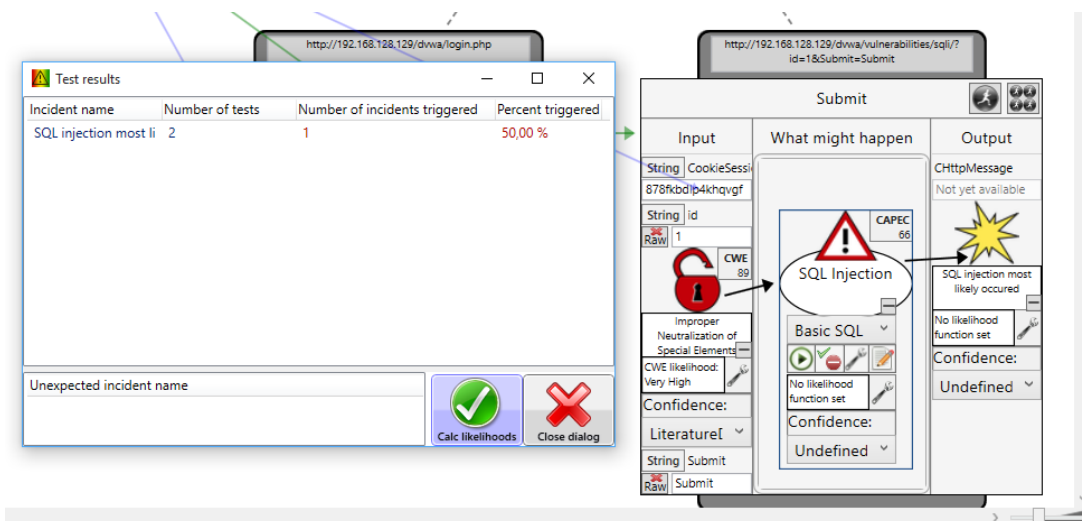 http://192.168.128.129/dvwa/login.php
http://192.168.128.129/dvwa/vulnerabilities/sqli/?
id=1&Submit=Submit
Test results
Incident name Number of tests Number of incidents triggered Percent triggered
SQL injection most li 2 1 50,00 %
Unexpected incident name
Calc likelihoods
Close dialog
Submit
Input
What might happen
Output
String CookieSessi
878fkbdlp4khqvgf
String id
Raw 1
CWE
89
Improper
Neutralization of
Special Elements
CWE likelihood:
Very High
Confidence:
Literature[
String Submit
Raw Submit
CAPEC
66
SQL Injection
Basic SQL
No likelihood
function set
Confidence:
Undefined
CHttpMessage
Not yet available
SQL injection most
likely occured
No likelihood
function set
Confidence:
Undefined